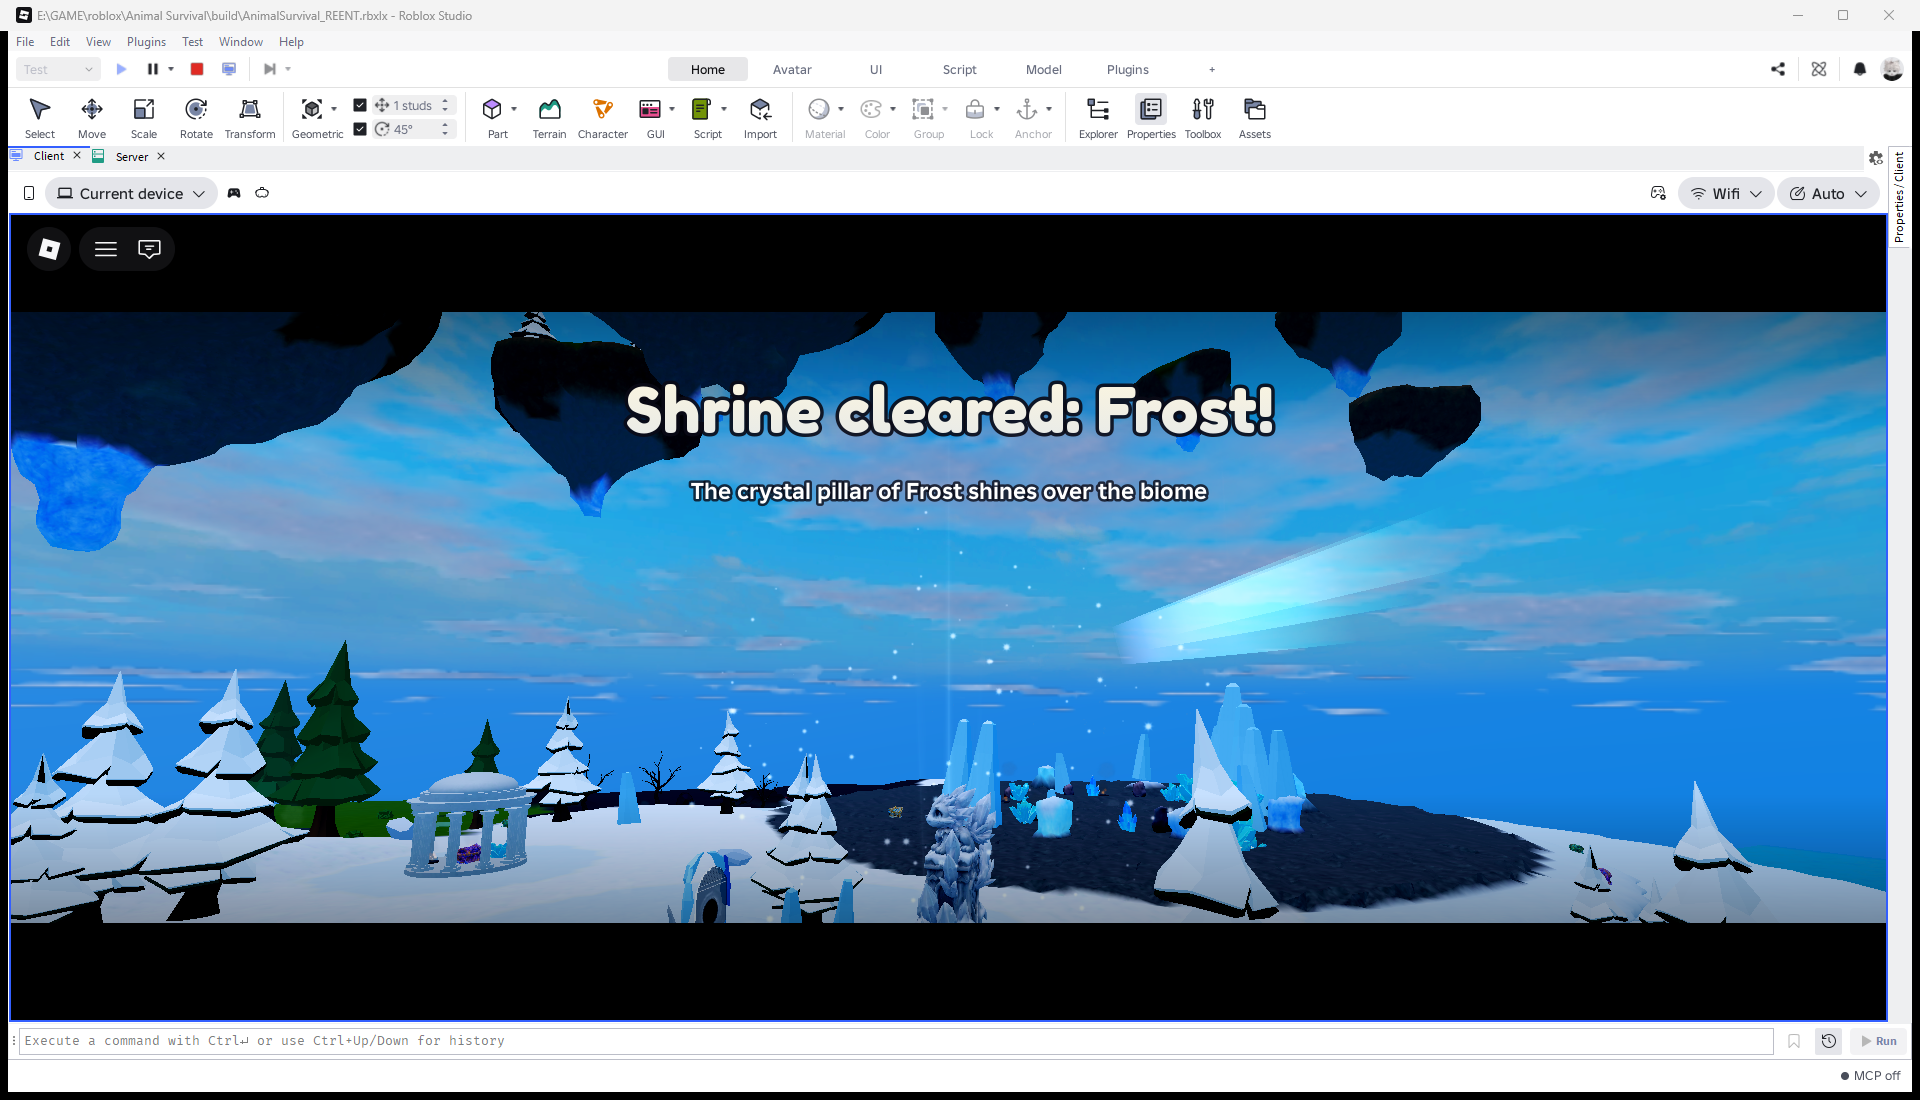 E:\GAME\roblox\Animal Survival\build\AnimalSurvival_REENT.rbxlx - Roblox Studio
File Edit View Plugins Test Window Help
Test
Home Avatar UI Script Model Plugins +
Select Move Scale Rotate Transform Geometric 1 studs 45° Part Terrain Character GUI Script Import Material Color Group Lock Anchor Explorer Properties Toolbox Assets
Client Server
Properties / Client
Current device Wifi Auto
Shrine cleared: Frost!
The crystal pillar of Frost shines over the biome
Execute a command with Ctrl↵ or use Ctrl+Up/Down for history
Run
MCP off